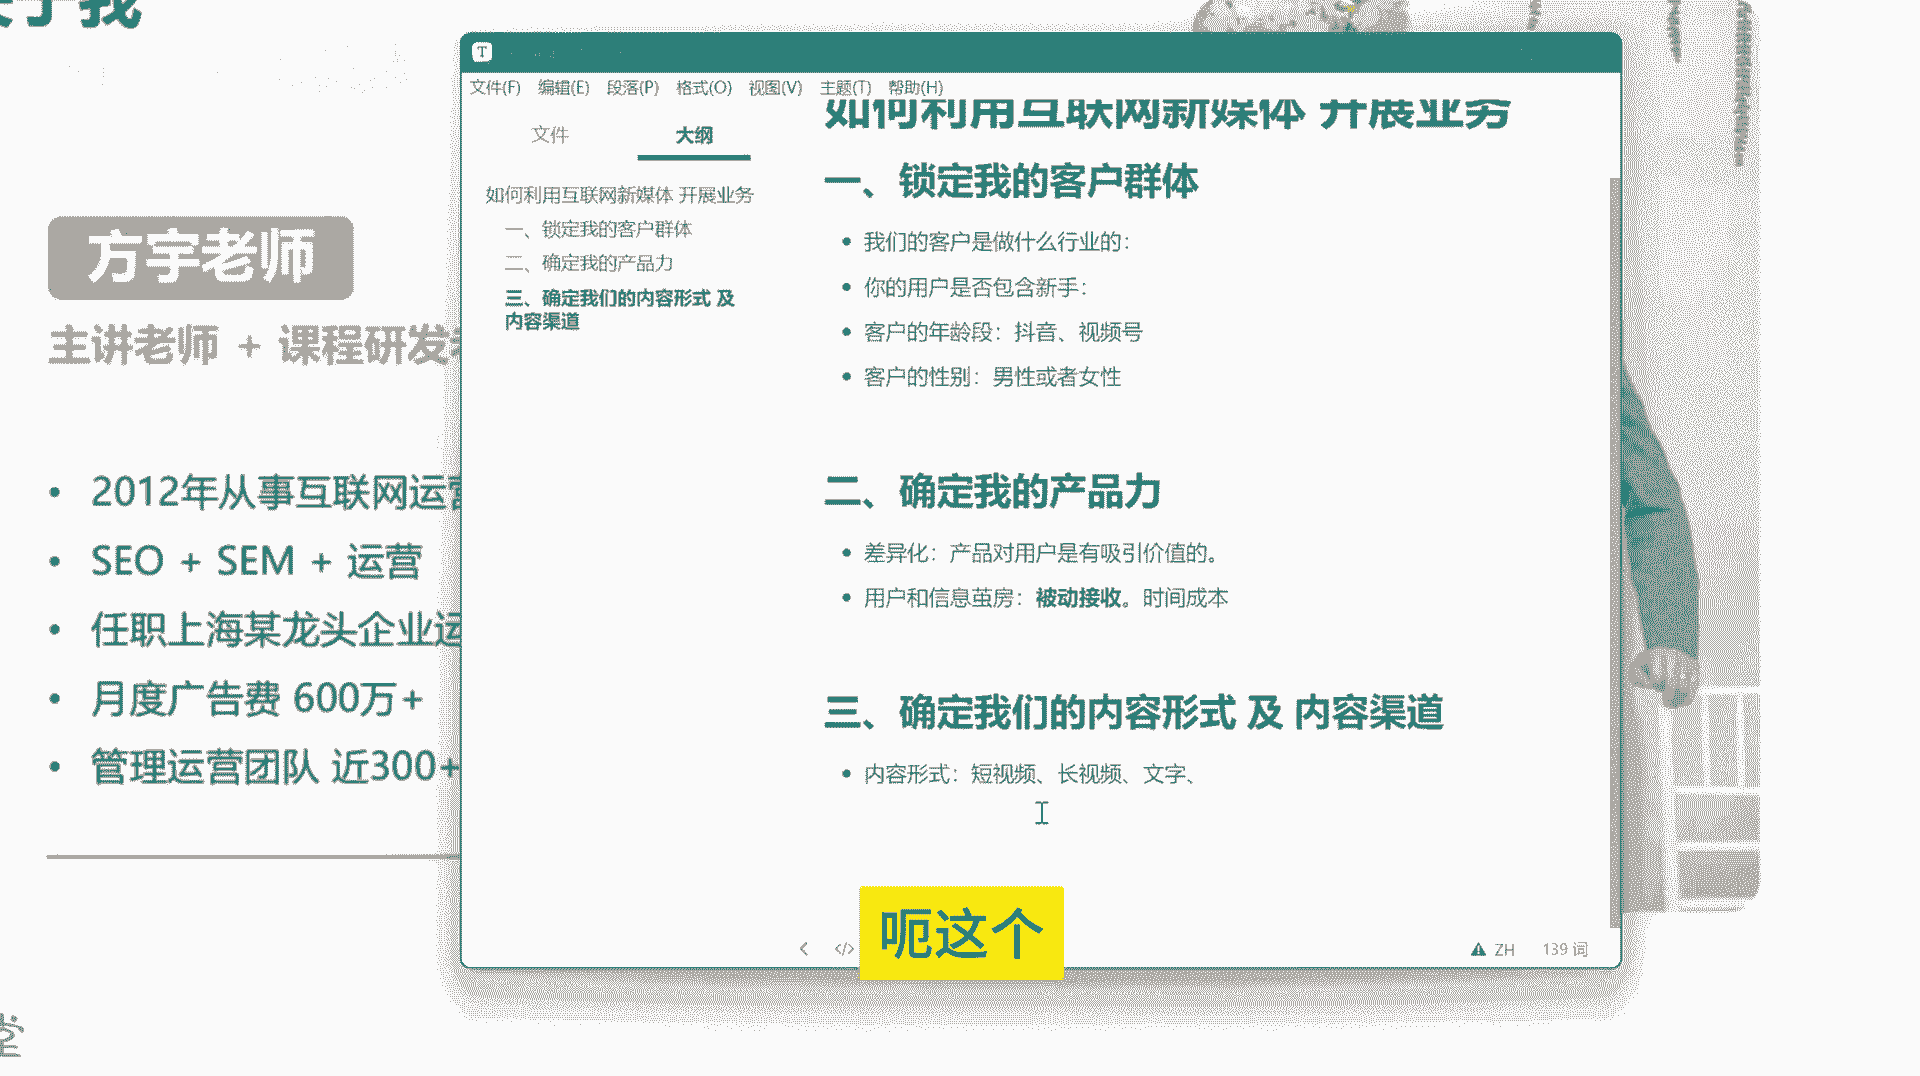 关于我
方宇老师
主讲老师 + 课程研发
2012年从事互联网运营
SEO + SEM + 运营
任职上海某龙头企业运
月度广告费 600万+
管理运营团队 近300+
堂
T
文件(F) 编辑(E) 段落(P) 格式(O) 视图(V) 主题(T) 帮助(H)
文件 大纲
如何利用互联网新媒体 开展业务
一、锁定我的客户群体
二、确定我的产品力
三、确定我们的内容形式 及
内容渠道
如何利用互联网新媒体 开展业务
一、锁定我的客户群体
我们的客户是做什么行业的：
你的用户是否包含新手：
客户的年龄段：抖音、视频号
客户的性别：男性或者女性
二、确定我的产品力
差异化：产品对用户是有吸引价值的。
用户和信息茧房：被动接收。时间成本
三、确定我们的内容形式 及 内容渠道
内容形式：短视频、长视频、文字、
呃这个
ZH 139 词